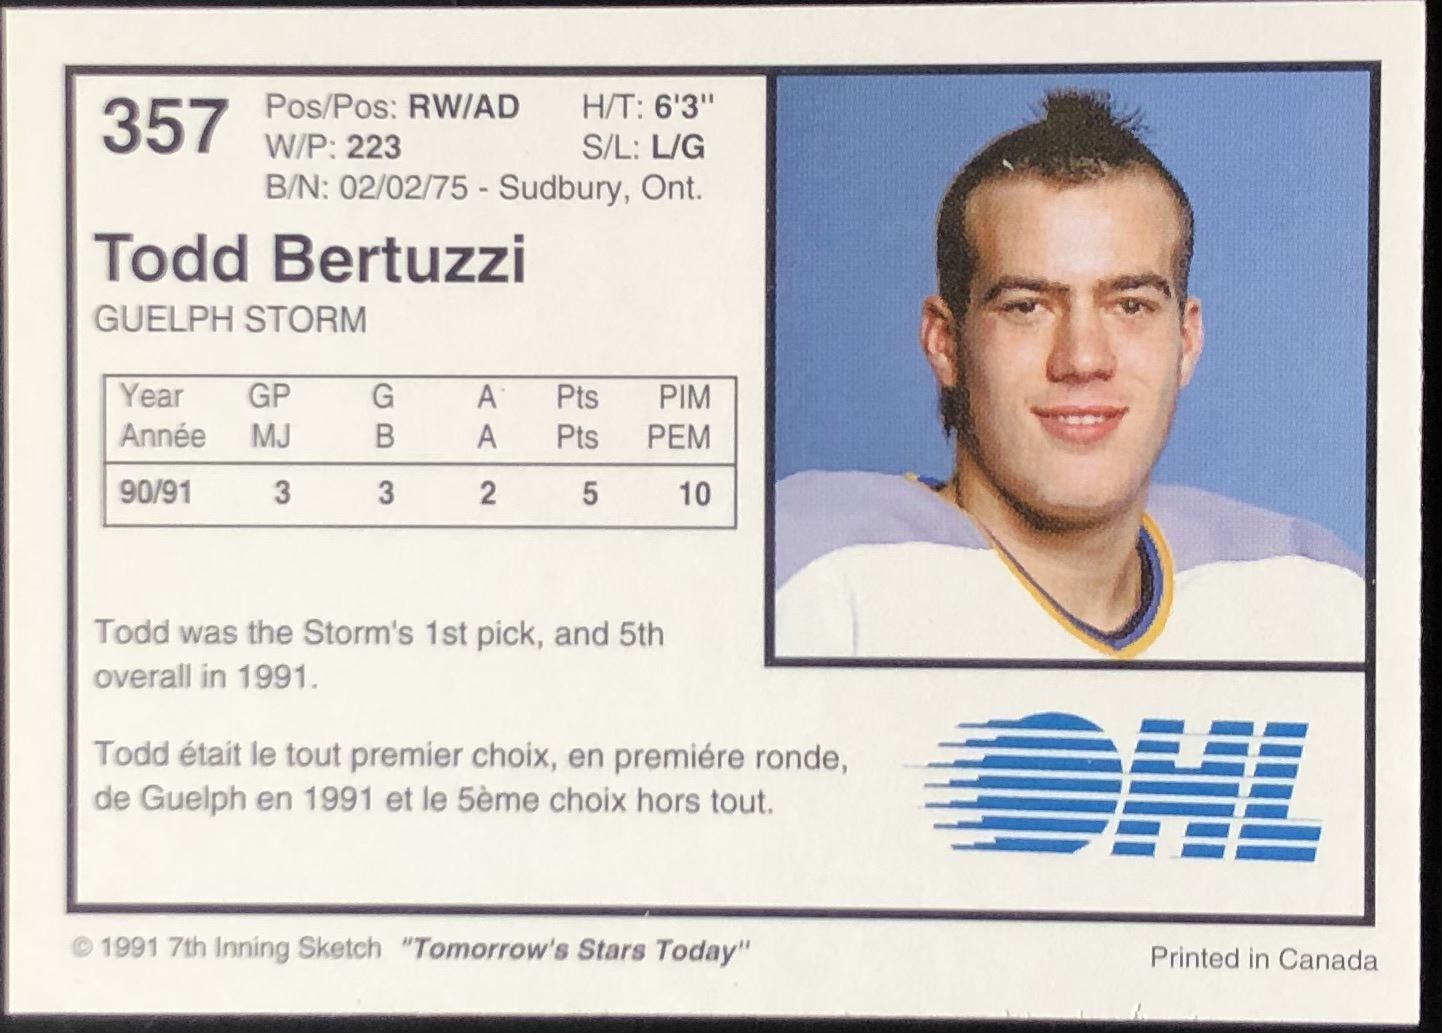 357
Pos/Pos: RW/AD H/T: 6'3"
W/P: 223 S/L: L/G
B/N: 02/02/75 - Sudbury, Ont.
Todd Bertuzzi
GUELPH STORM
Year GP G A Pts PIM
Année MJ B A Pts PEM
90/91 3 3 2 5 10
Todd was the Storm's 1st pick, and 5th
overall in 1991.
Todd était le tout premier choix, en premiére ronde,
de Guelph en 1991 et le 5ème choix hors tout.
OHL
© 1991 7th Inning Sketch "Tomorrow's Stars Today"
Printed in Canada